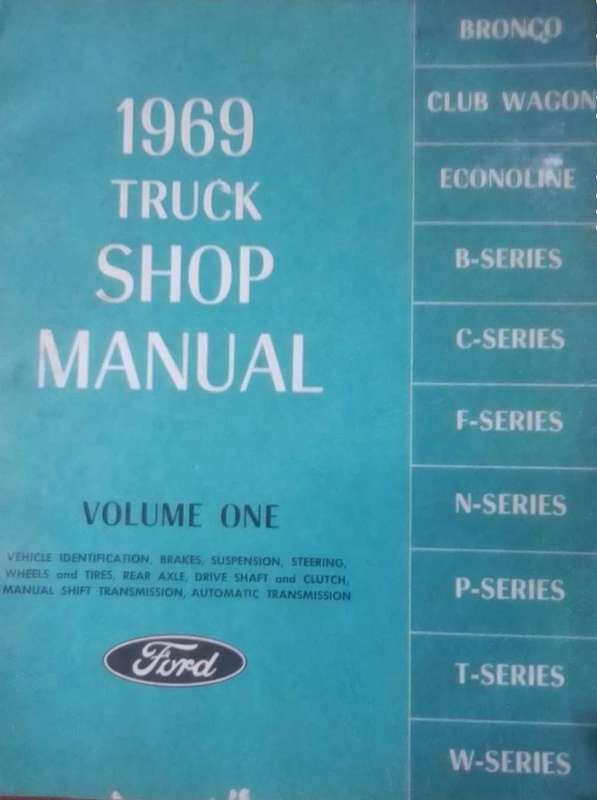 1969
TRUCK
SHOP
MANUAL
VOLUME ONE
VEHICLE IDENTIFICATION, BRAKES, SUSPENSION, STEERING,
WHEELS and TIRES, REAR AXLE, DRIVE SHAFT and CLUTCH,
MANUAL SHIFT TRANSMISSION, AUTOMATIC TRANSMISSION
Ford
BRONCO
CLUB WAGON
ECONOLINE
B-SERIES
C-SERIES
F-SERIES
N-SERIES
P-SERIES
T-SERIES
W-SERIES